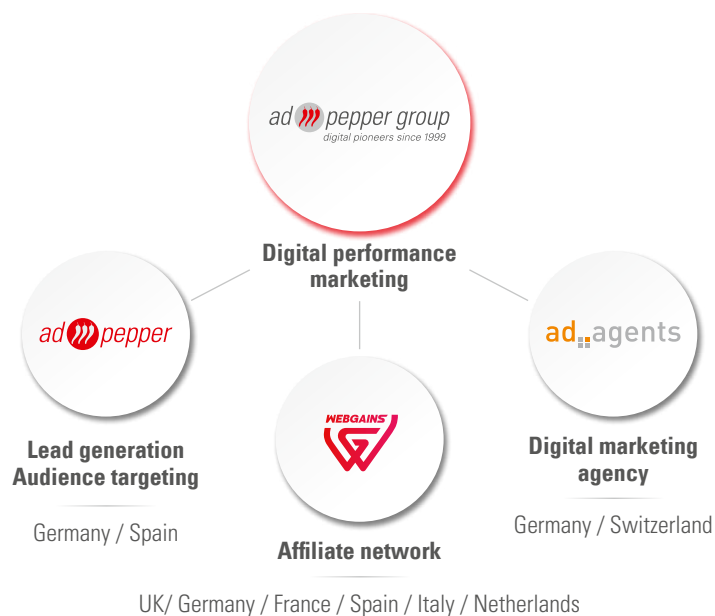 ad pepper group
digital pioneers since 1999
Digital performance
marketing
ad pepper
Lead generation
Audience targeting
Germany / Spain
WEBGAINS
Affiliate network
UK/ Germany / France / Spain / Italy / Netherlands
ad agents
Digital marketing
agency
Germany / Switzerland